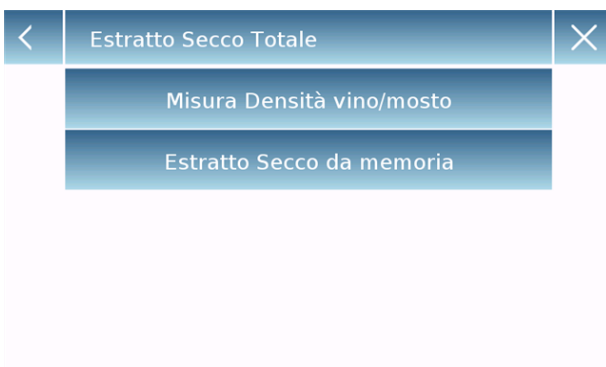 Estratto Secco Totale
Misura Densità vino/mosto
Estratto Secco da memoria